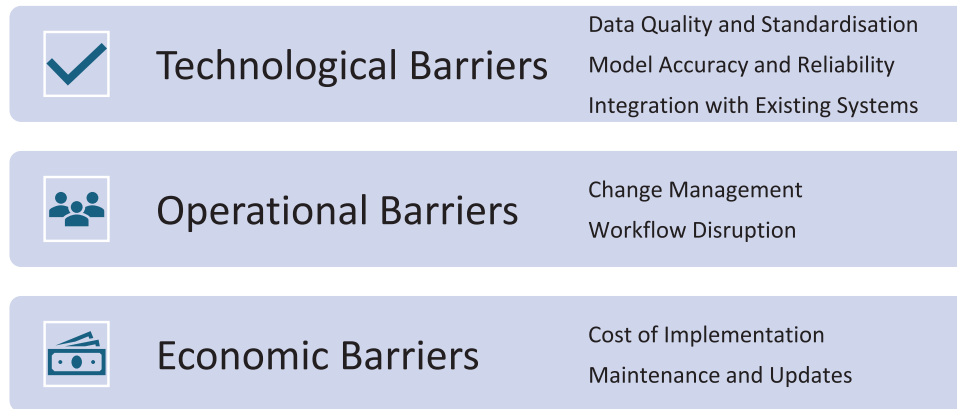 Technological Barriers
Data Quality and Standardisation
Model Accuracy and Reliability
Integration with Existing Systems
Operational Barriers
Change Management
Workflow Disruption
Economic Barriers
Cost of Implementation
Maintenance and Updates